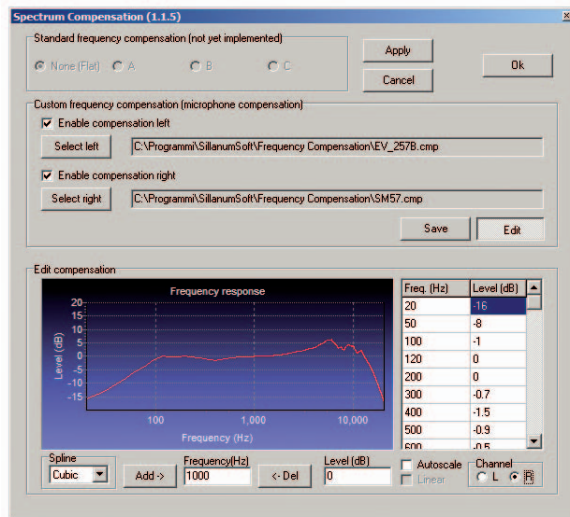 Spectrum Compensation (1.1.5)
Standard frequency compensation (not yet implemented)
None (Flat) A B C
Apply
Cancel
Ok
Custom frequency compensation (microphone compensation)
Enable compensation left
Select left C:\Programmi\SillanumSoft\Frequency Compensation\EV_257B.cmp
Enable compensation right
Select right C:\Programmi\SillanumSoft\Frequency Compensation\SM57.cmp
Save Edit
Edit compensation
Frequency response
Level (dB)
20
15
10
5
0
-5
-10
-15
100 1,000 10,000
Frequency (Hz)
Freq. (Hz) Level (dB)
20 -16
50 -8
100 -1
120 0
200 0
300 -0.7
400 -1.5
500 -0.9
600 -0.5
Spline
Cubic
Add ->
Frequency(Hz)
1000
<- Del
Level (dB)
0
Autoscale
Linear
Channel
L R